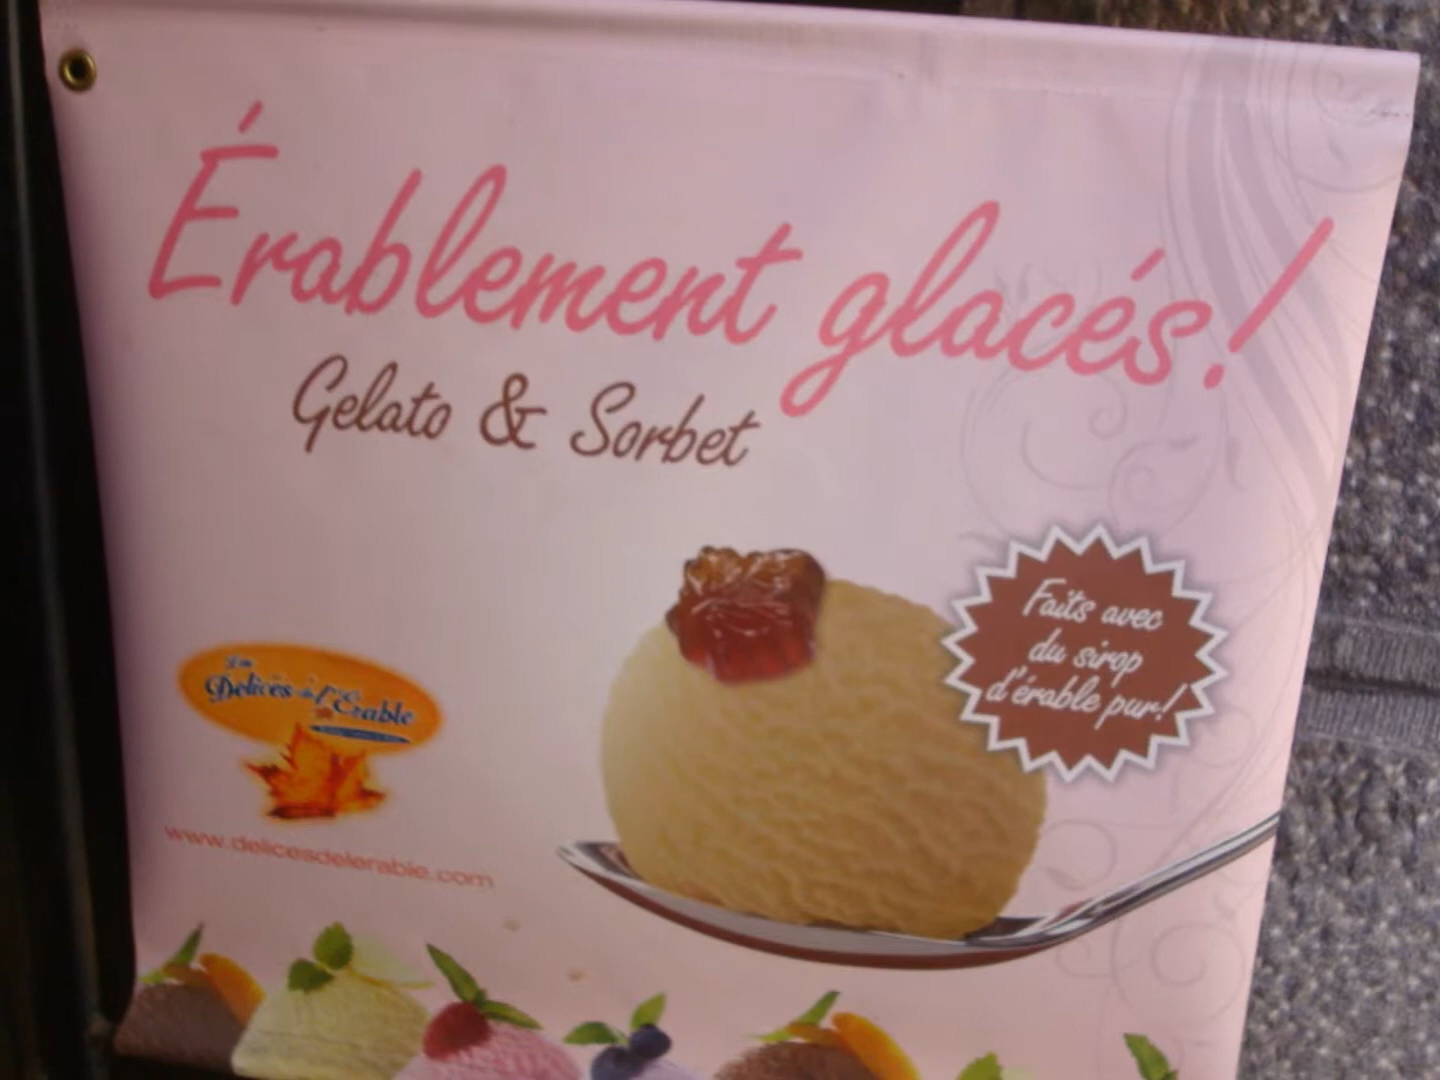 Érablement glacés!
Gelato & Sorbet
Faits avec
du sirop
d'érable pur!
Les
Délices de l'Érable
www.delicesdelerable.com